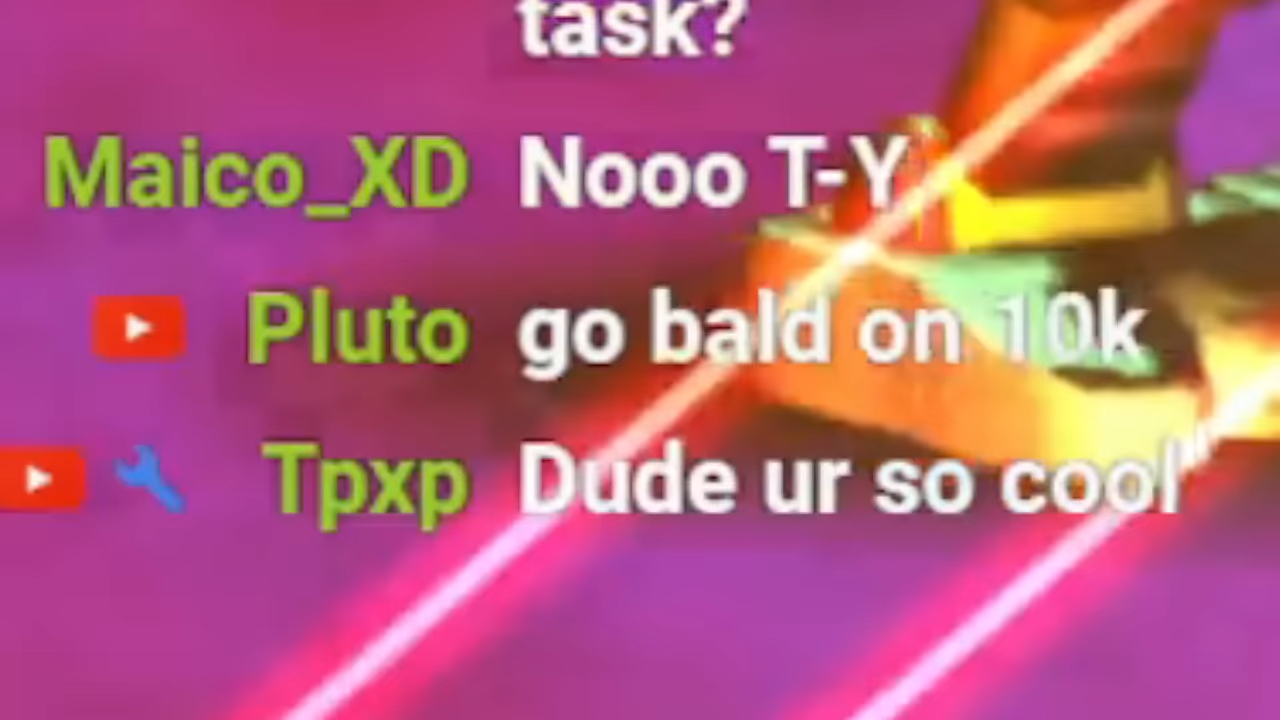 task?
Maico_XD Nooo T-Y
Pluto go bald on 10k
Tpxp Dude ur so cool"